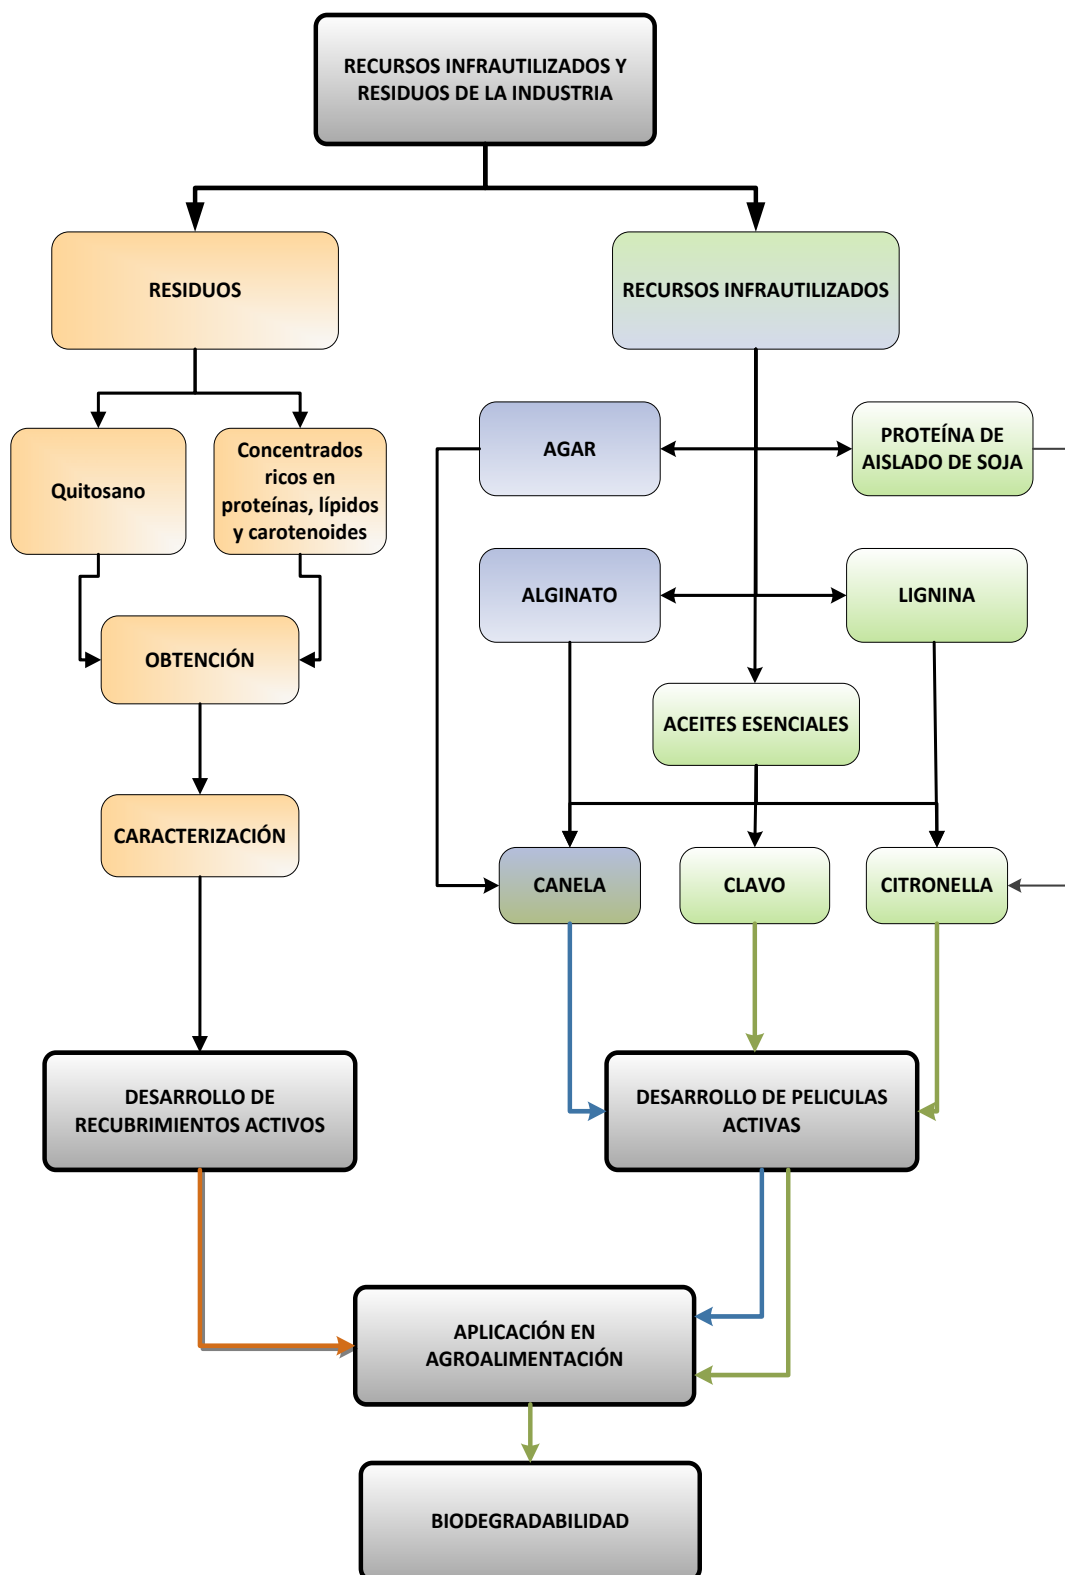 RECURSOS INFRAUTILIZADOS Y
RESIDUOS DE LA INDUSTRIA
RESIDUOS
RECURSOS INFRAUTILIZADOS
Quitosano
Concentrados
ricos en
proteínas, lípidos
y carotenoides
AGAR
PROTEÍNA DE
AISLADO DE SOJA
ALGINATO
LIGNINA
OBTENCIÓN
ACEITES ESENCIALES
CARACTERIZACIÓN
CANELA
CLAVO
CITRONELLA
DESARROLLO DE
RECUBRIMIENTOS ACTIVOS
DESARROLLO DE PELICULAS
ACTIVAS
APLICACIÓN EN
AGROALIMENTACIÓN
BIODEGRADABILIDAD